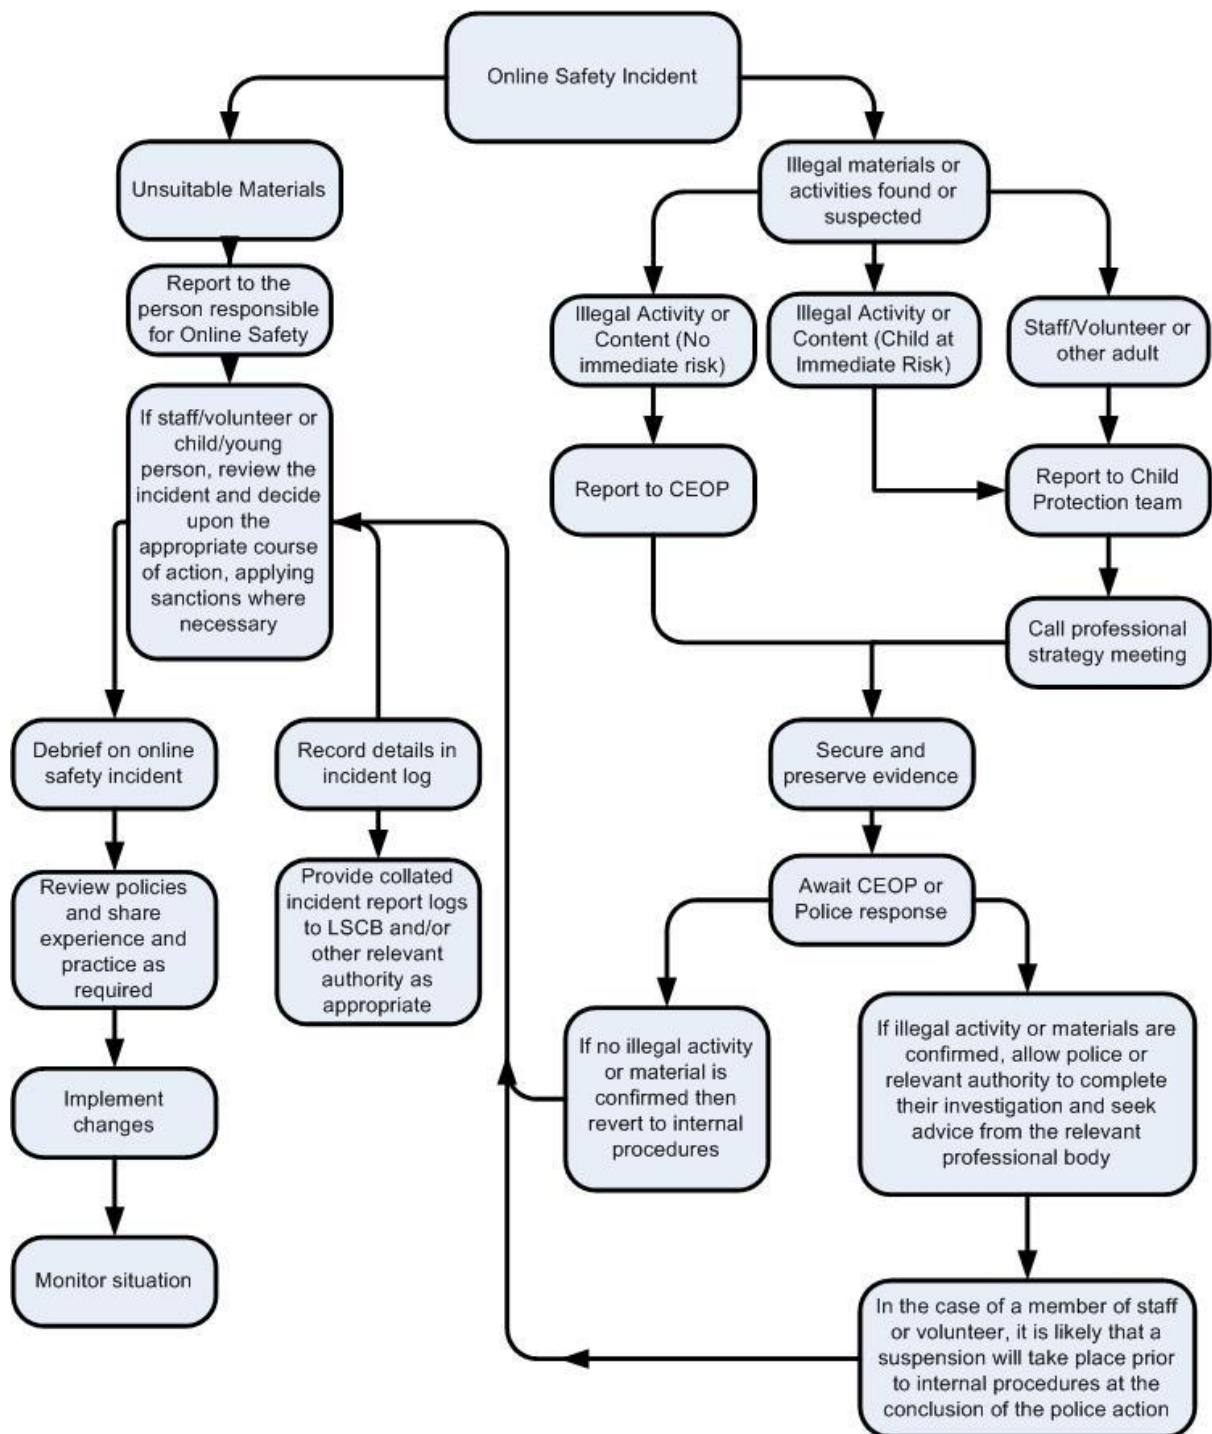 Online Safety Incident
Unsuitable Materials
Report to the
person responsible
for Online Safety
If staff/volunteer or
child/young
person, review the
incident and decide
upon the
appropriate course
of action, applying
sanctions where
necessary
Debrief on online
safety incident
Review policies
and share
experience and
practice as
required
Implement
changes
Monitor situation
Record details in
incident log
Provide collated
incident report logs
to LSCB and/or
other relevant
authority as
appropriate
Illegal materials or
activities found or
suspected
Illegal Activity or
Content (No
immediate risk)
Illegal Activity or
Content (Child at
Immediate Risk)
Staff/Volunteer or
other adult
Report to CEOP
Report to Child
Protection team
Call professional
strategy meeting
Secure and
preserve evidence
Await CEOP or
Police response
If no illegal activity
or material is
confirmed then
revert to internal
procedures
If illegal activity or materials are
confirmed, allow police or
relevant authority to complete
their investigation and seek
advice from the relevant
professional body
In the case of a member of staff
or volunteer, it is likely that a
suspension will take place prior
to internal procedures at the
conclusion of the police action